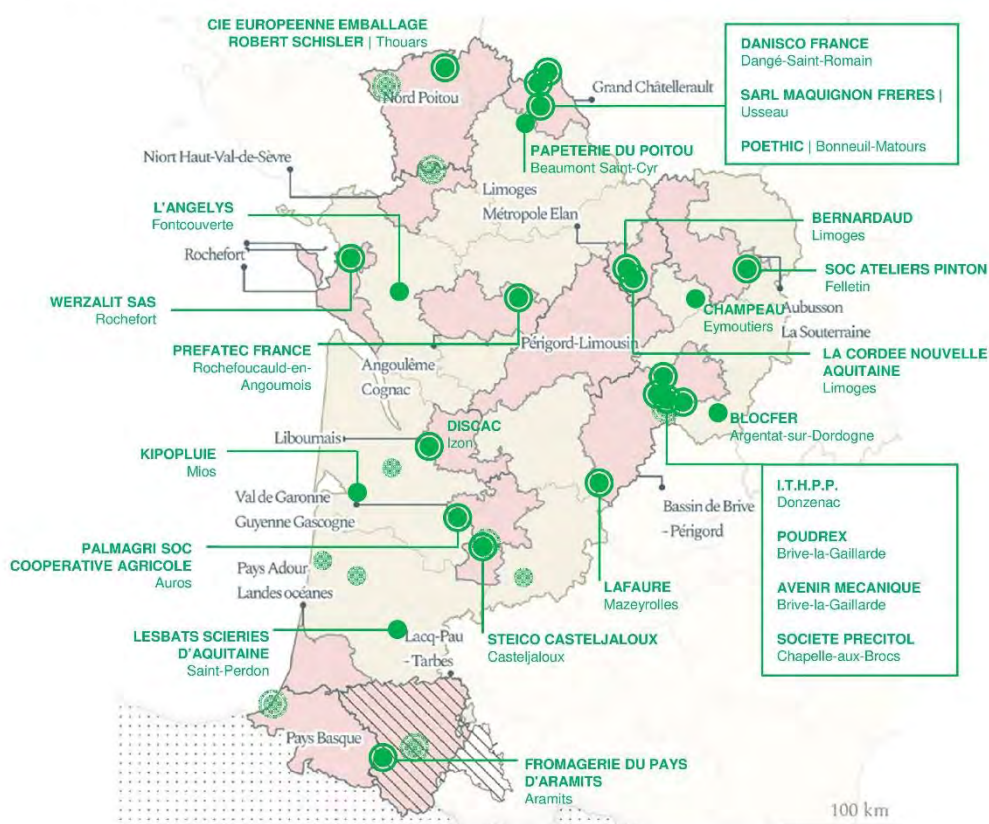 CIE EUROPEENNE EMBALLAGE
ROBERT SCHISLER | Thouars
Nord Poitou
Grand Châtellerault
DANISCO FRANCE
Dangé-Saint-Romain
SARL MAQUIGNON FRERES |
Usseau
POETHIC | Bonneuil-Matours
PAPETERIE DU POITOU
Beaumont Saint-Cyr
Niort Haut-Val-de-Sèvre
Limoges
Métropole Elan
L'ANGELYS
Fontcouverte
Rochefort
BERNARDAUD
Limoges
SOC ATELIERS PINTON
Felletin
WERZALIT SAS
Rochefort
CHAMPEAU
Eymoutiers
Aubusson
La Souterraine
PREFATEC FRANCE
Rochefoucauld-en-
Angoumois
Angoulême
Cognac
Périgord-Limousin
LA CORDEE NOUVELLE
AQUITAINE
Limoges
DISCAC
Izon
Libournais
BLOCFER
Argentat-sur-Dordogne
KIPOPLUIE
Mios
Val de Garonne
Guyenne Gascogne
Bassin de Brive
- Périgord
I.T.H.P.P.
Donzenac
POUDREX
Brive-la-Gaillarde
AVENIR MECANIQUE
Brive-la-Gaillarde
SOCIETE PRECITOL
Chapelle-aux-Brocs
PALMAGRI SOC
COOPERATIVE AGRICOLE
Auros
Pays Adour
Landes océanes
LAFAURE
Mazeyrolles
LESBATS SCIERIES
D'AQUITAINE
Saint-Perdon
Lacq-Pau
- Tarbes
STEICO CASTELJALOUX
Casteljaloux
Pays Basque
FROMAGERIE DU PAYS
D'ARAMITS
Aramits
100 km